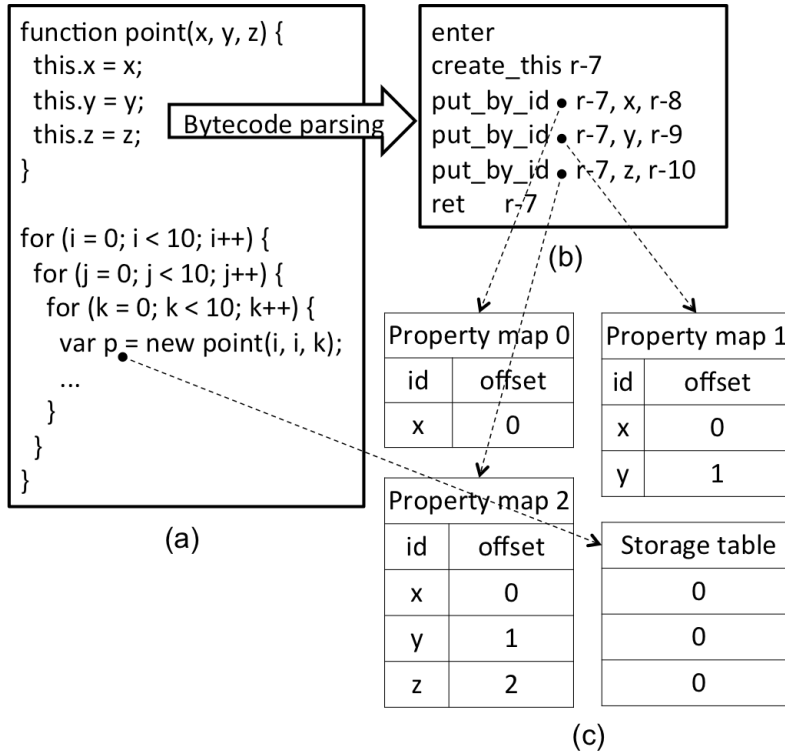 function point(x, y, z) {
this.x = x;
this.y = y;
this.z = z;
}
for (i = 0; i < 10; i++) {
for (j = 0; j < 10; j++) {
for (k = 0; k < 10; k++) {
var p = new point(i, i, k);
...
}
}
}
(a)
Bytecode parsing
enter
create_this r-7
put_by_id r-7, x, r-8
put_by_id r-7, y, r-9
put_by_id r-7, z, r-10
ret r-7
(b)
Property map 0
id offset
x 0
Property map 1
id offset
x 0
y 1
Property map 2
id offset
x 0
y 1
z 2
Storage table
0
0
0
(c)